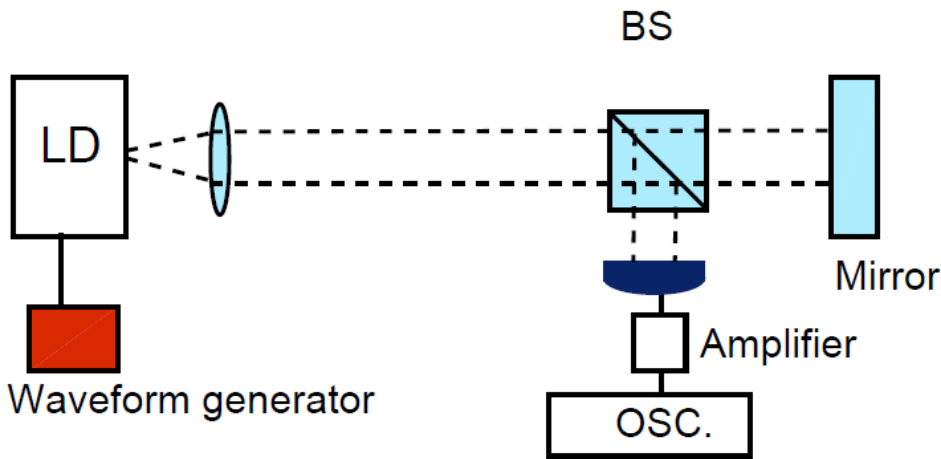 BS
LD
Mirror
Amplifier
Waveform generator
OSC.